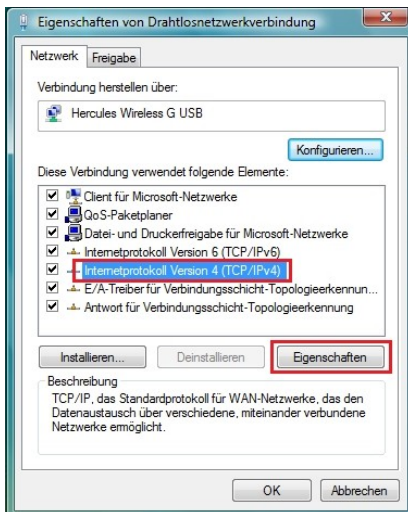 Eigenschaften von Drahtlosnetzwerkverbindung
Netzwerk Freigabe
Verbindung herstellen über:
Hercules Wireless G USB
Konfigurieren...
Diese Verbindung verwendet folgende Elemente:
Client für Microsoft-Netzwerke
QoS-Paketplaner
Datei- und Druckerfreigabe für Microsoft-Netzwerke
Internetprotokoll Version 6 (TCP/IPv6)
Internetprotokoll Version 4 (TCP/IPv4)
E/A-Treiber für Verbindungsschicht-Topologieerkennun...
Antwort für Verbindungsschicht-Topologieerkennung
Installieren... Deinstallieren Eigenschaften
Beschreibung
TCP/IP, das Standardprotokoll für WAN-Netzwerke, das den
Datenaustausch über verschiedene, miteinander verbundene
Netzwerke ermöglicht.
OK Abbrechen